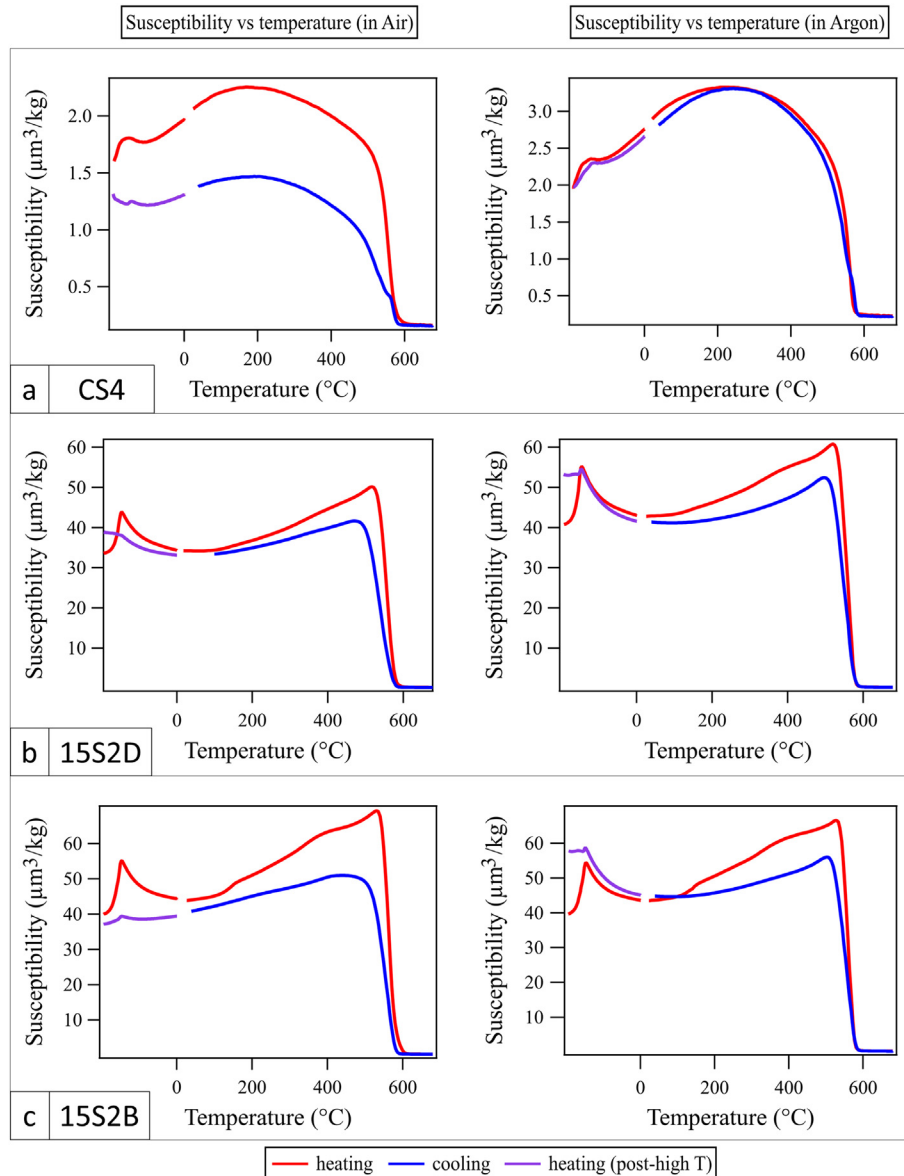 Susceptibility vs temperature (in Air)
Susceptibility vs temperature (in Argon)
Susceptibility (µm³/kg)
2.0
1.5
1.0
0.5
0 200 400 600
Temperature (°C)
Susceptibility (µm³/kg)
3.0
2.5
2.0
1.5
1.0
0.5
0 200 400 600
Temperature (°C)
a CS4
Susceptibility (µm³/kg)
60
50
40
30
20
10
0 200 400 600
Temperature (°C)
Susceptibility (µm³/kg)
60
50
40
30
20
10
0 200 400 600
Temperature (°C)
b 15S2D
Susceptibility (µm³/kg)
60
50
40
30
20
10
0 200 400 600
Temperature (°C)
Susceptibility (µm³/kg)
60
50
40
30
20
10
0 200 400 600
Temperature (°C)
c 15S2B
heating cooling heating (post-high T)